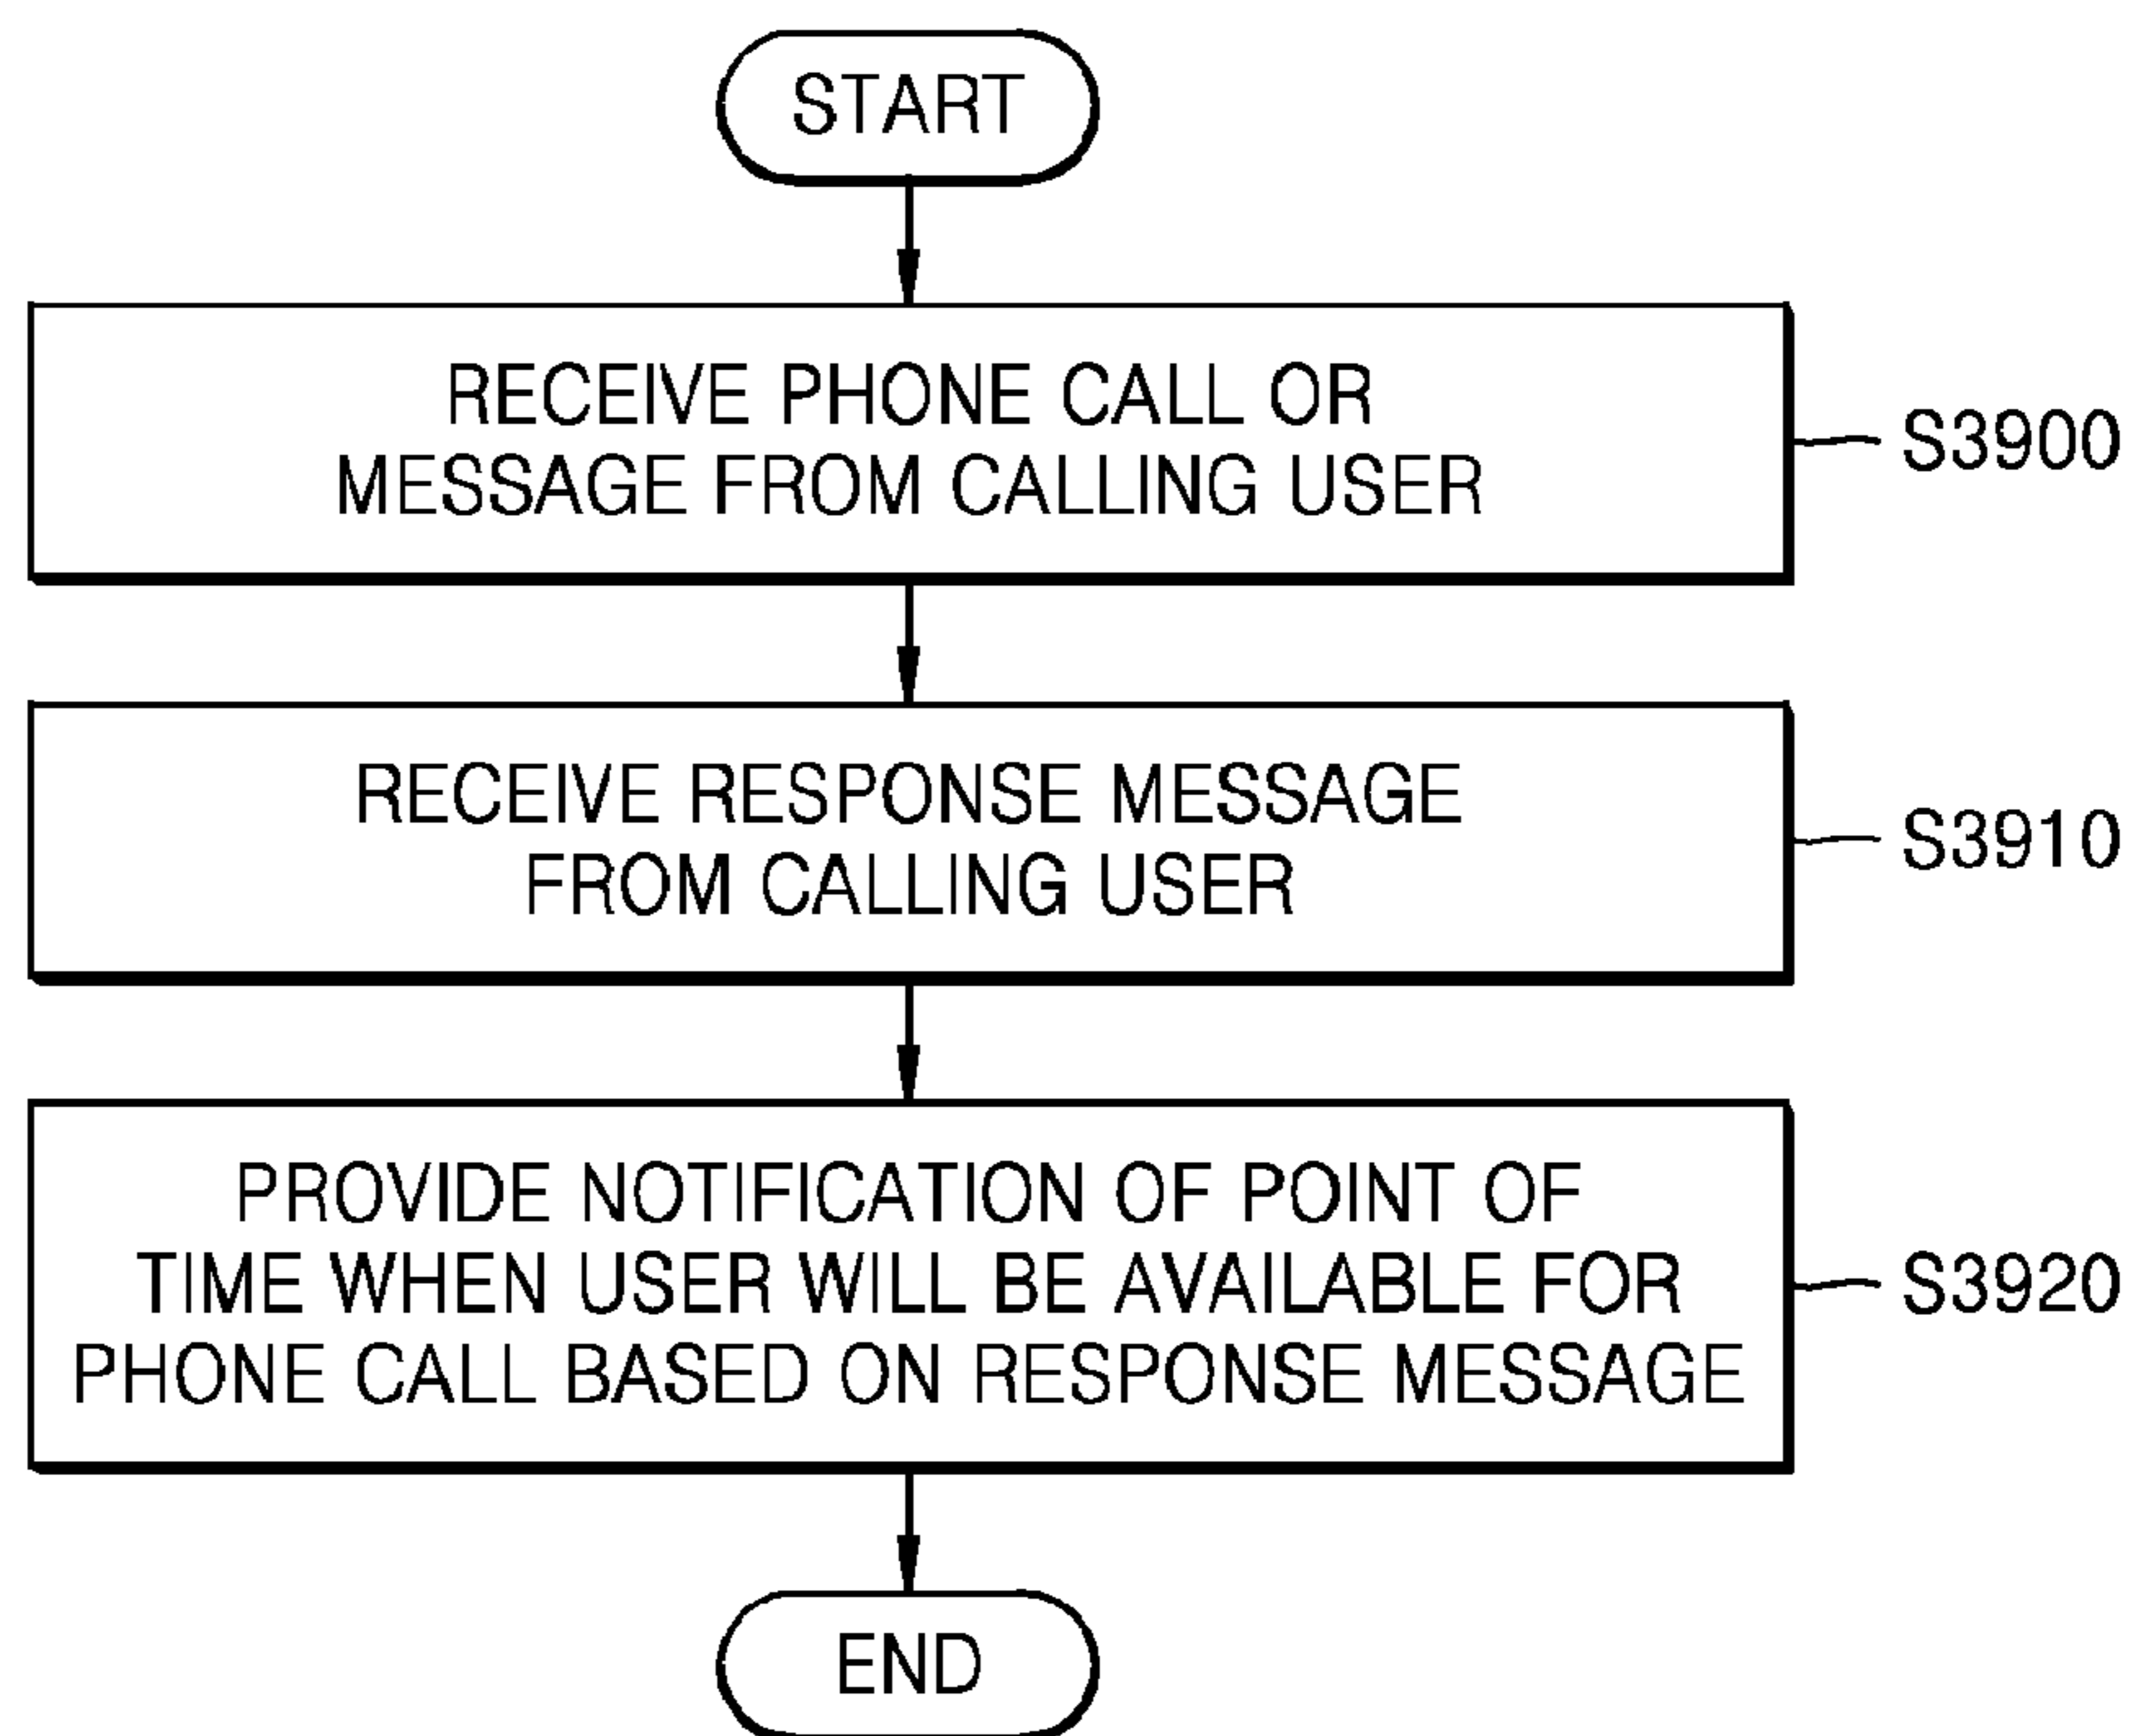 START
RECEIVE PHONE CALL OR
MESSAGE FROM CALLING USER
S3900
RECEIVE RESPONSE MESSAGE
FROM CALLING USER
S3910
PROVIDE NOTIFICATION OF POINT OF
TIME WHEN USER WILL BE AVAILABLE FOR
PHONE CALL BASED ON RESPONSE MESSAGE
S3920
END